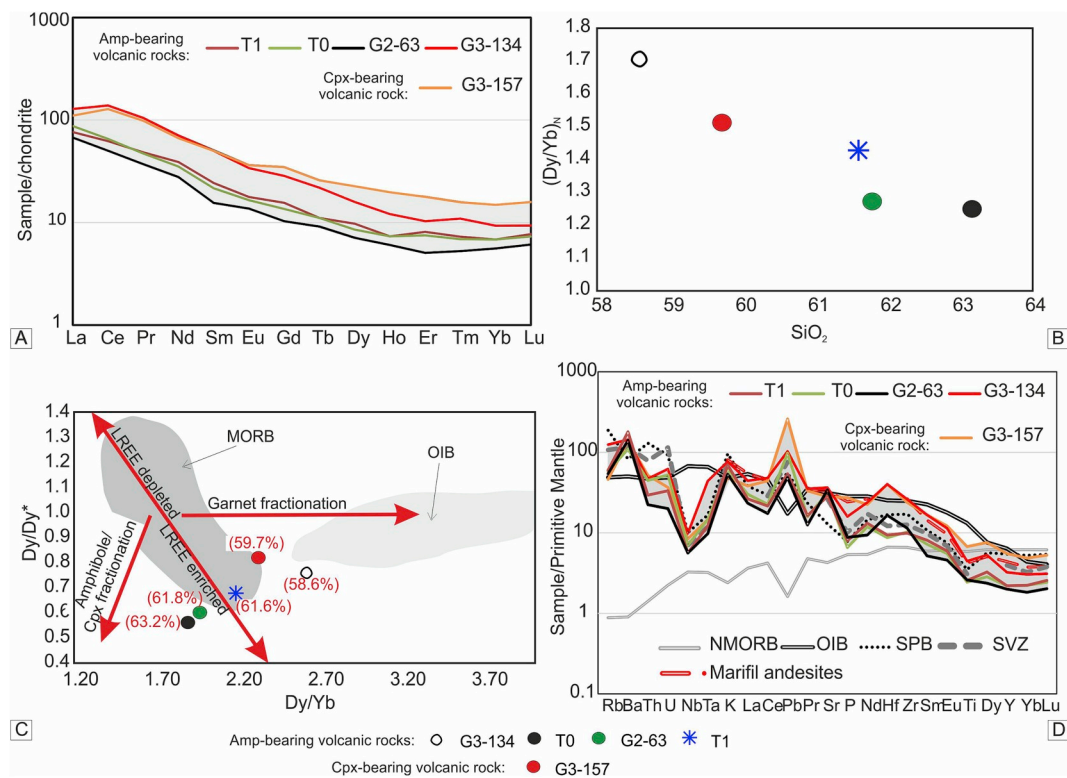 1000
Amp-bearing
volcanic rocks:
T1 T0 G2-63 G3-134
Cpx-bearing
volcanic rock:
G3-157
100
10
1
Sample/chondrite
La Ce Pr Nd Sm Eu Gd Tb Dy Ho Er Tm Yb Lu
A
1.8
1.7
1.6
1.5
1.4
1.3
1.2
1.1
1.0
(Dy/Yb)N
58 59 60 61 62 63 64
SiO2
B
1.4
1.3
1.2
1.1
1.0
0.9
0.8
0.7
0.6
0.5
0.4
Dy/Dy*
MORB
OIB
LREE depleted
LREE enriched
Garnet fractionation
Amphibole/
Cpx fractionation
(59.7%)
(58.6%)
(61.8%)
(61.6%)
(63.2%)
1.20 1.70 2.20 2.70 3.20 3.70
Dy/Yb
C
1000
Amp-bearing
volcanic rocks:
T1 T0 G2-63 G3-134
Cpx-bearing
volcanic rock:
G3-157
100
10
1
0.1
Sample/Primitive Mantle
NMORB OIB SPB SVZ
Marifil andesites
Rb Ba Th U Nb Ta K La Ce Pb Pr Sr P Nd Hf Zr Sm Eu Ti Dy Y Yb Lu
D
Amp-bearing volcanic rocks: G3-134 T0 G2-63 T1
Cpx-bearing volcanic rock: G3-157